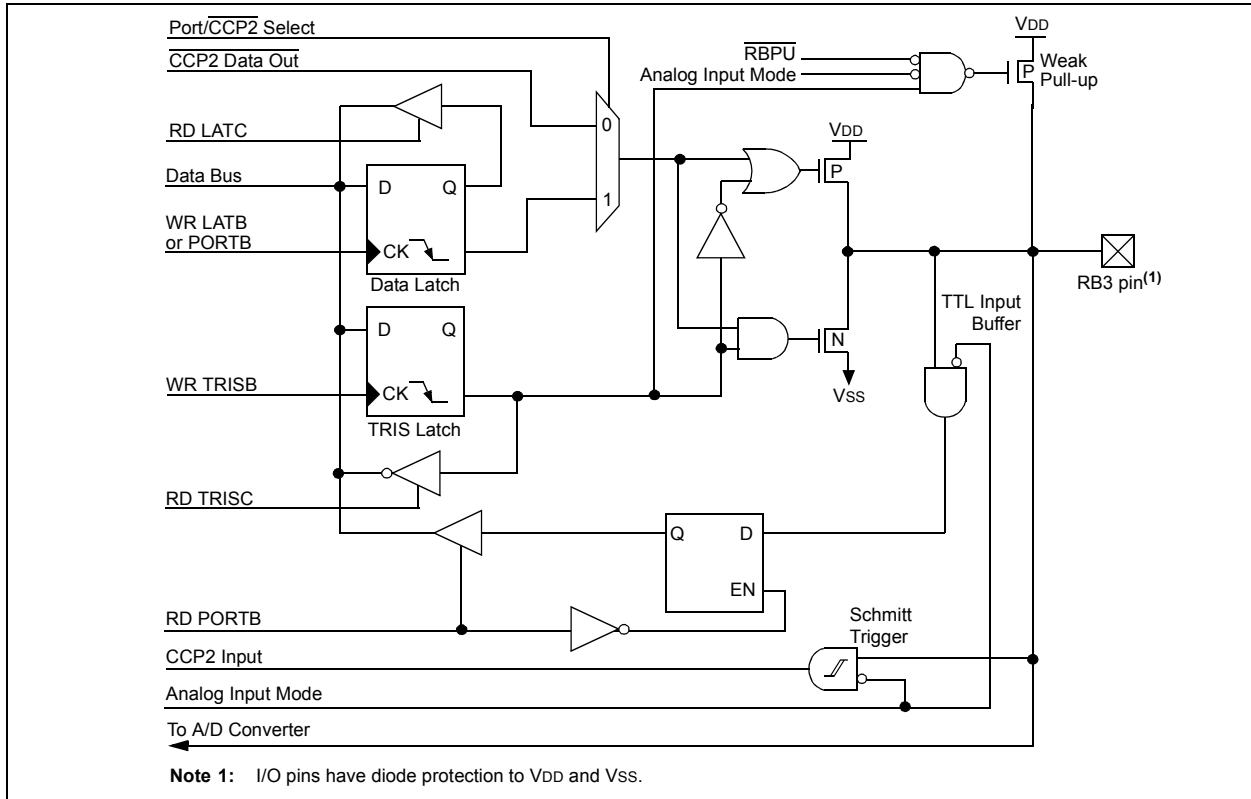 Port/CCP2 Select
CCP2 Data Out
RBPU
Analog Input Mode
VDD
P
Weak
Pull-up
RD LATC
0
1
VDD
P
Data Bus
D
Q
WR LATB
or PORTB
CK
Data Latch
RB3 pin(1)
TTL Input
Buffer
D
Q
N
VSS
WR TRISB
CK
TRIS Latch
RD TRISC
Q
D
EN
RD PORTB
Schmitt
Trigger
CCP2 Input
Analog Input Mode
To A/D Converter
Note 1: I/O pins have diode protection to VDD and VSS.